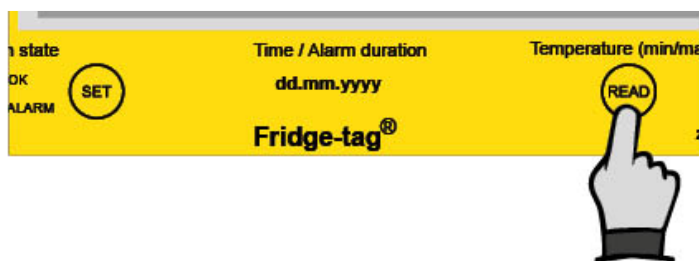 n state
Time / Alarm duration
Temperature (min/ma
OK
SET
dd.mm.yyyy
READ
ALARM
Fridge-tag®